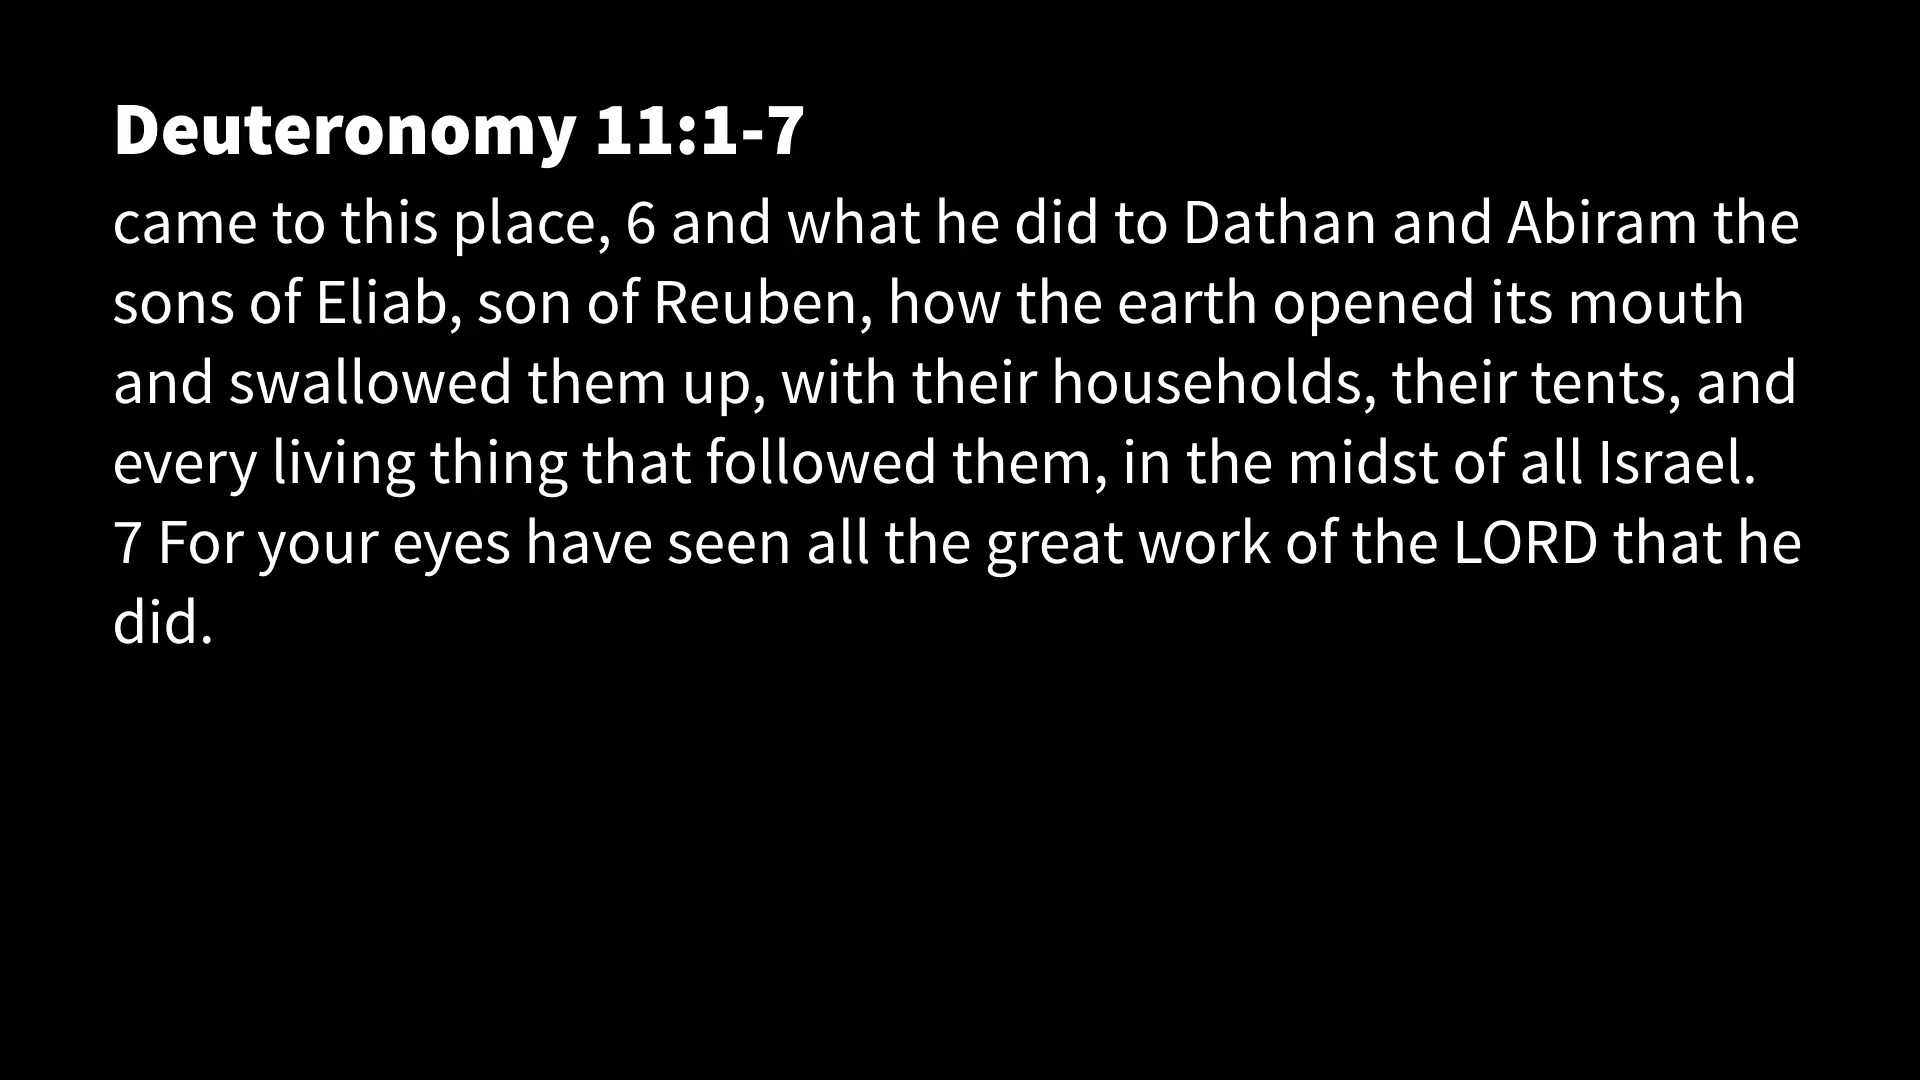 Deuteronomy 11:1-7
came to this place, 6 and what he did to Dathan and Abiram the
sons of Eliab, son of Reuben, how the earth opened its mouth
and swallowed them up, with their households, their tents, and
every living thing that followed them, in the midst of all Israel.
7 For your eyes have seen all the great work of the LORD that he
did.